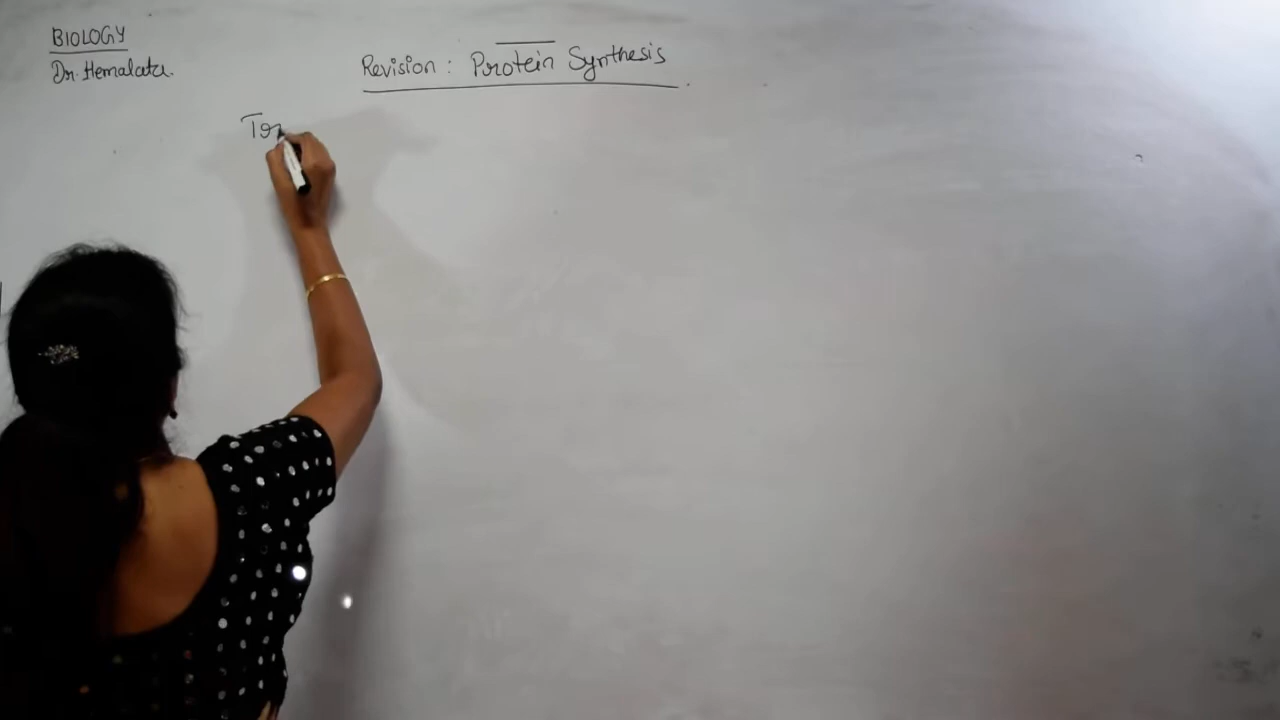 BIOLOGY
Dr. Hemalata.
Revision : Protein Synthesis